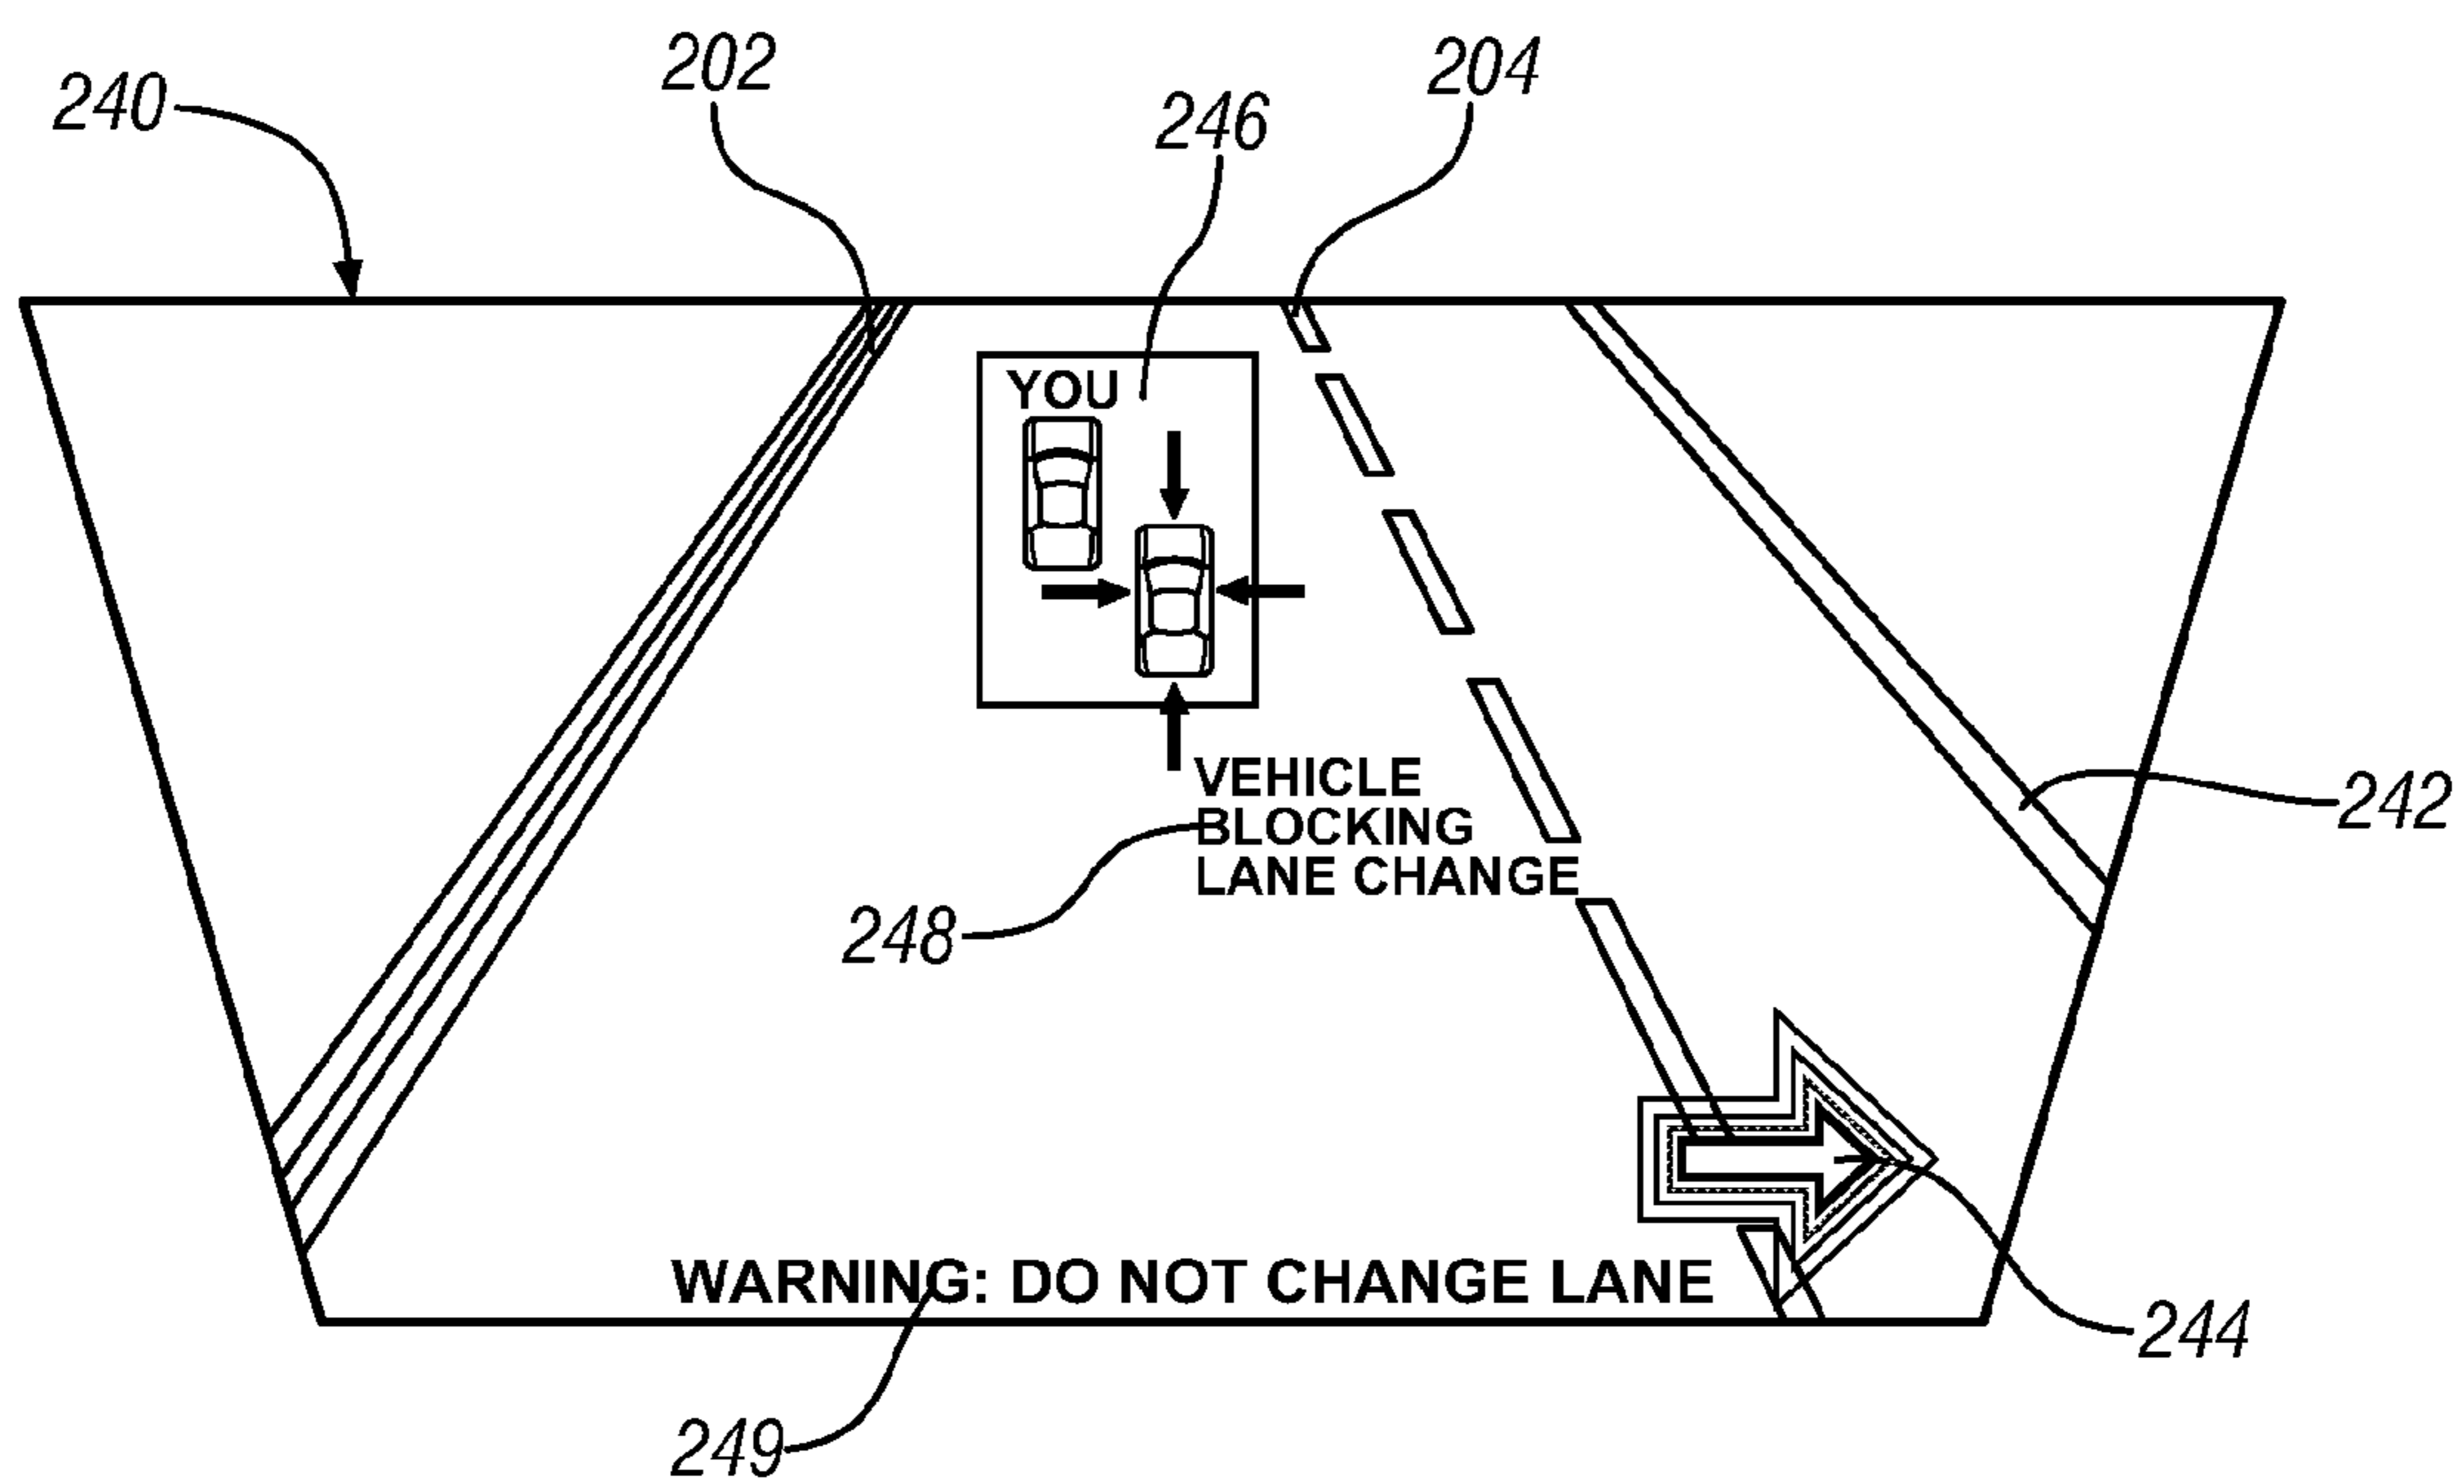 202
204
240
246
YOU
242
VEHICLE
BLOCKING
LANE CHANGE
248
WARNING: DO NOT CHANGE LANE
244
249